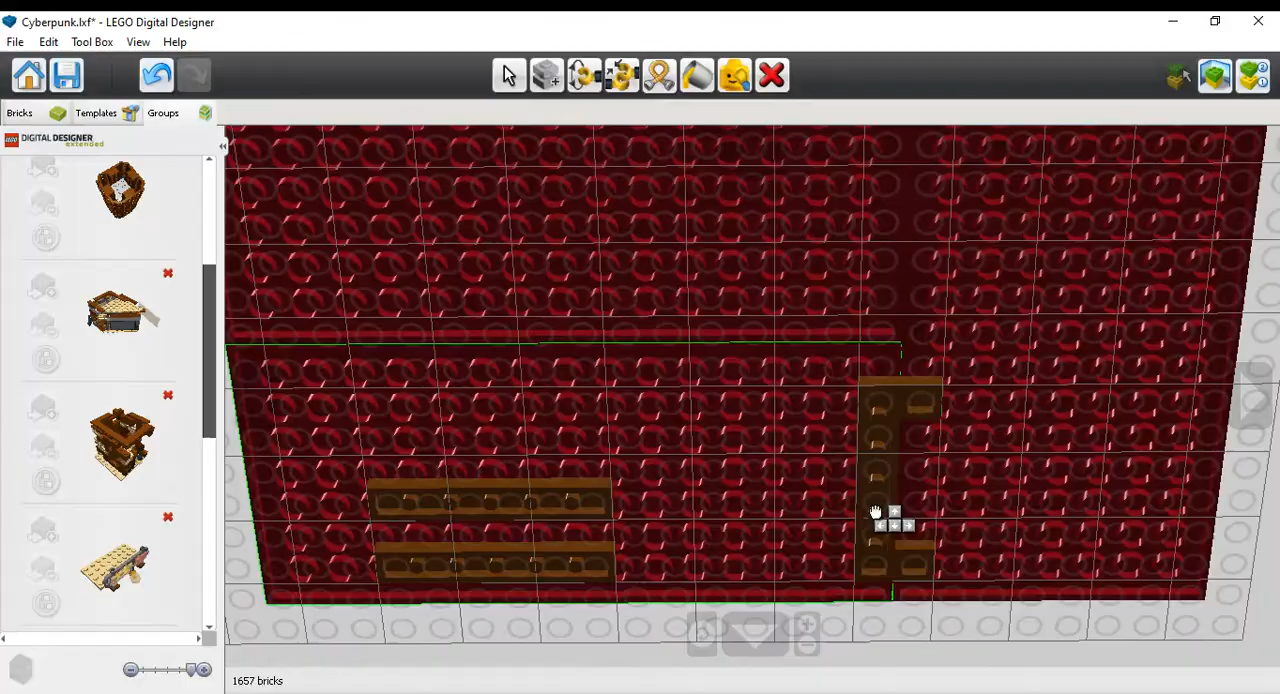 Cyberpunk.lxf* - LEGO Digital Designer
File Edit Tool Box View Help
Bricks Templates Groups
DIGITAL DESIGNER
extended
1657 bricks